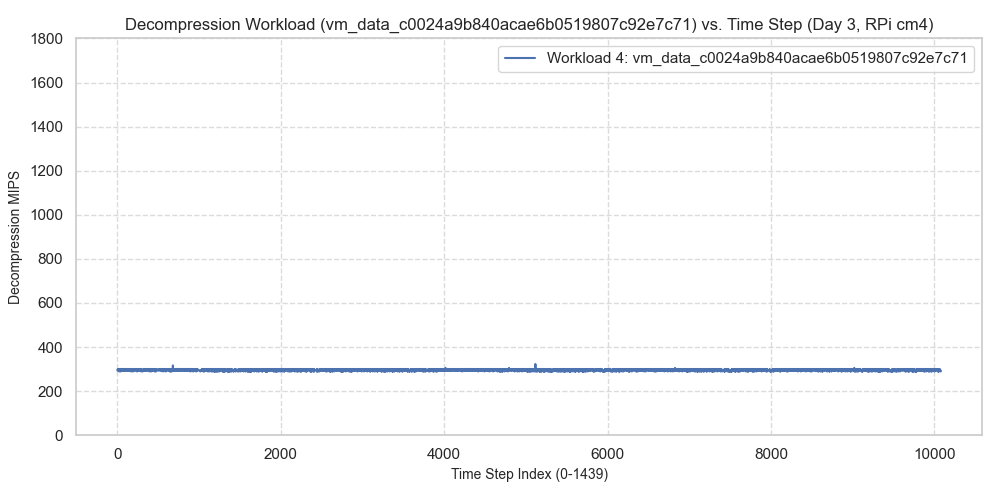 Decompression Workload (vm_data_c0024a9b840acae6b0519807c92e7c71) vs. Time Step (Day 3, RPi cm4)
Workload 4: vm_data_c0024a9b840acae6b0519807c92e7c71
Decompression MIPS
1800
1600
1400
1200
1000
800
600
400
200
0
0 2000 4000 6000 8000 10000
Time Step Index (0-1439)